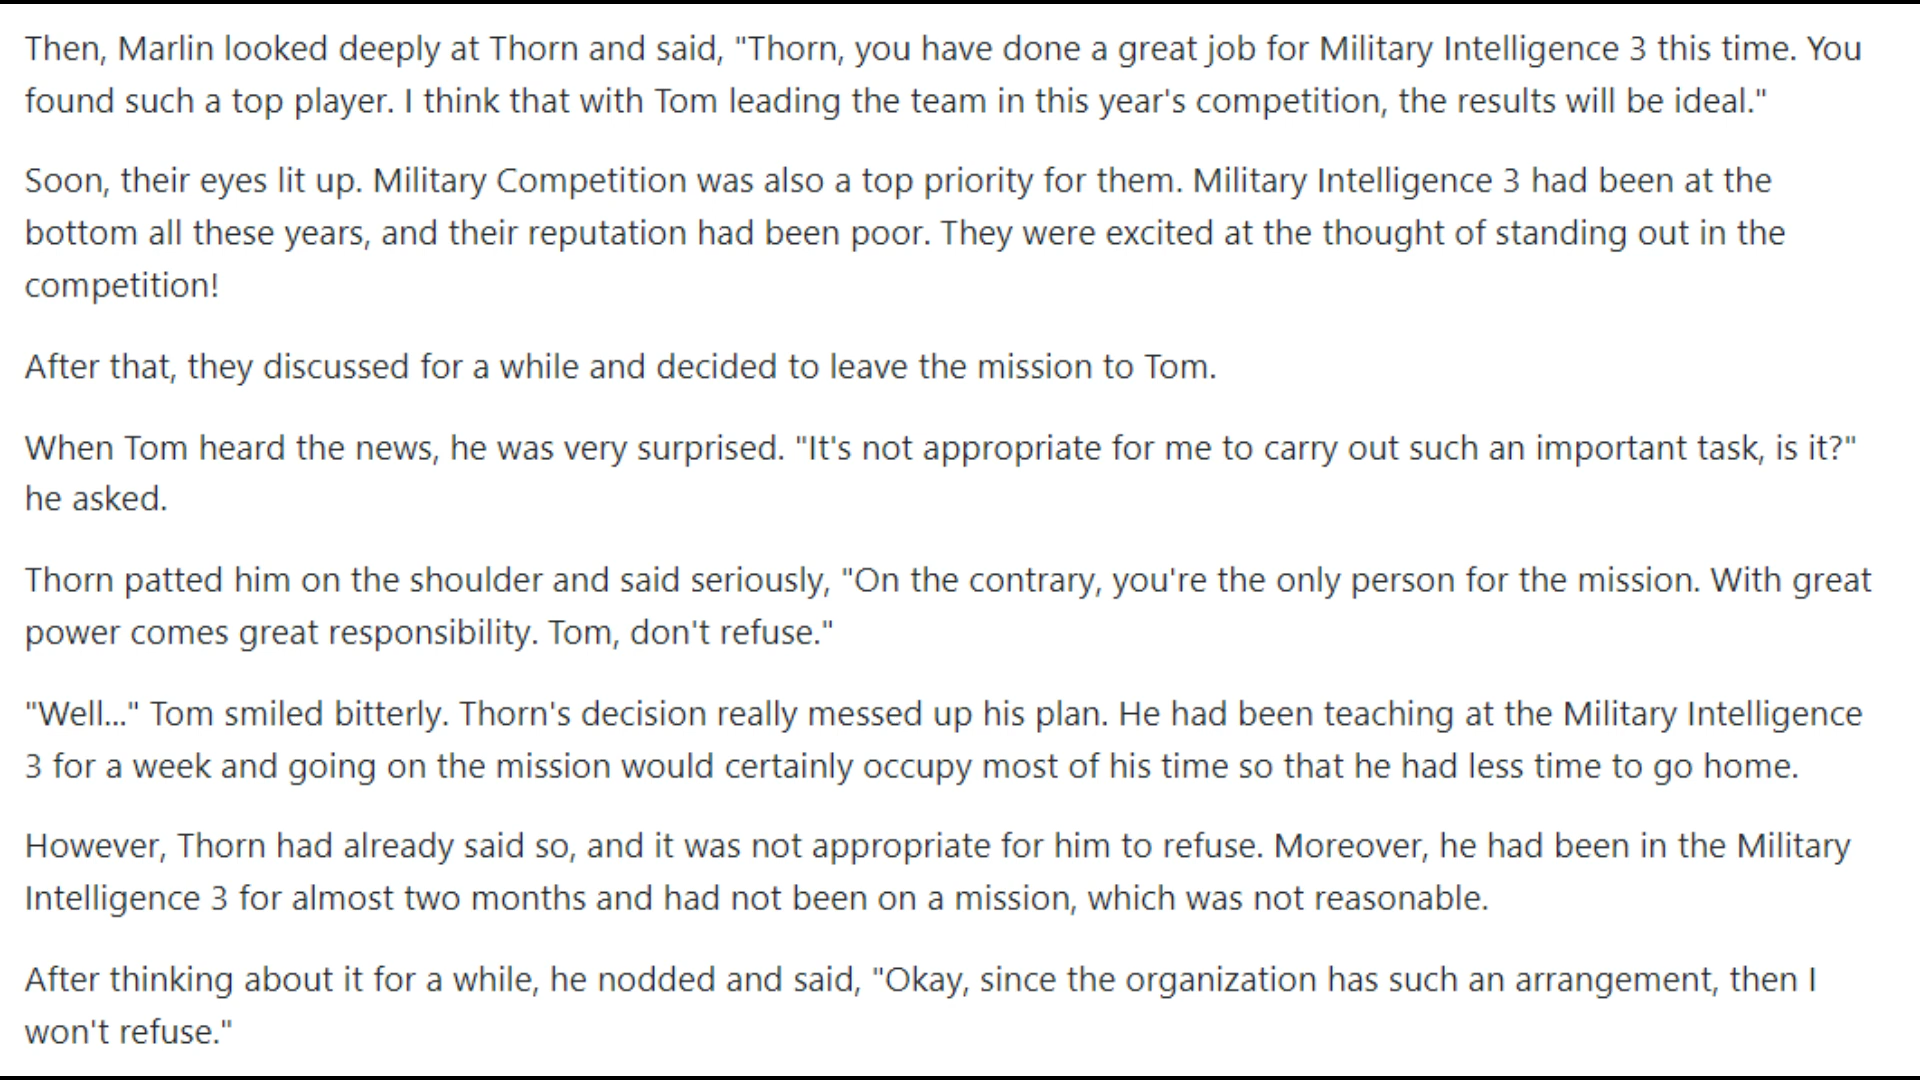 Then, Marlin looked deeply at Thorn and said, "Thorn, you have done a great job for Military Intelligence 3 this time. You
found such a top player. I think that with Tom leading the team in this year's competition, the results will be ideal."
Soon, their eyes lit up. Military Competition was also a top priority for them. Military Intelligence 3 had been at the
bottom all these years, and their reputation had been poor. They were excited at the thought of standing out in the
competition!
After that, they discussed for a while and decided to leave the mission to Tom.
When Tom heard the news, he was very surprised. "It's not appropriate for me to carry out such an important task, is it?"
he asked.
Thorn patted him on the shoulder and said seriously, "On the contrary, you're the only person for the mission. With great
power comes great responsibility. Tom, don't refuse."
"Well..." Tom smiled bitterly. Thorn's decision really messed up his plan. He had been teaching at the Military Intelligence
3 for a week and going on the mission would certainly occupy most of his time so that he had less time to go home.
However, Thorn had already said so, and it was not appropriate for him to refuse. Moreover, he had been in the Military
Intelligence 3 for almost two months and had not been on a mission, which was not reasonable.
After thinking about it for a while, he nodded and said, "Okay, since the organization has such an arrangement, then I
won't refuse."